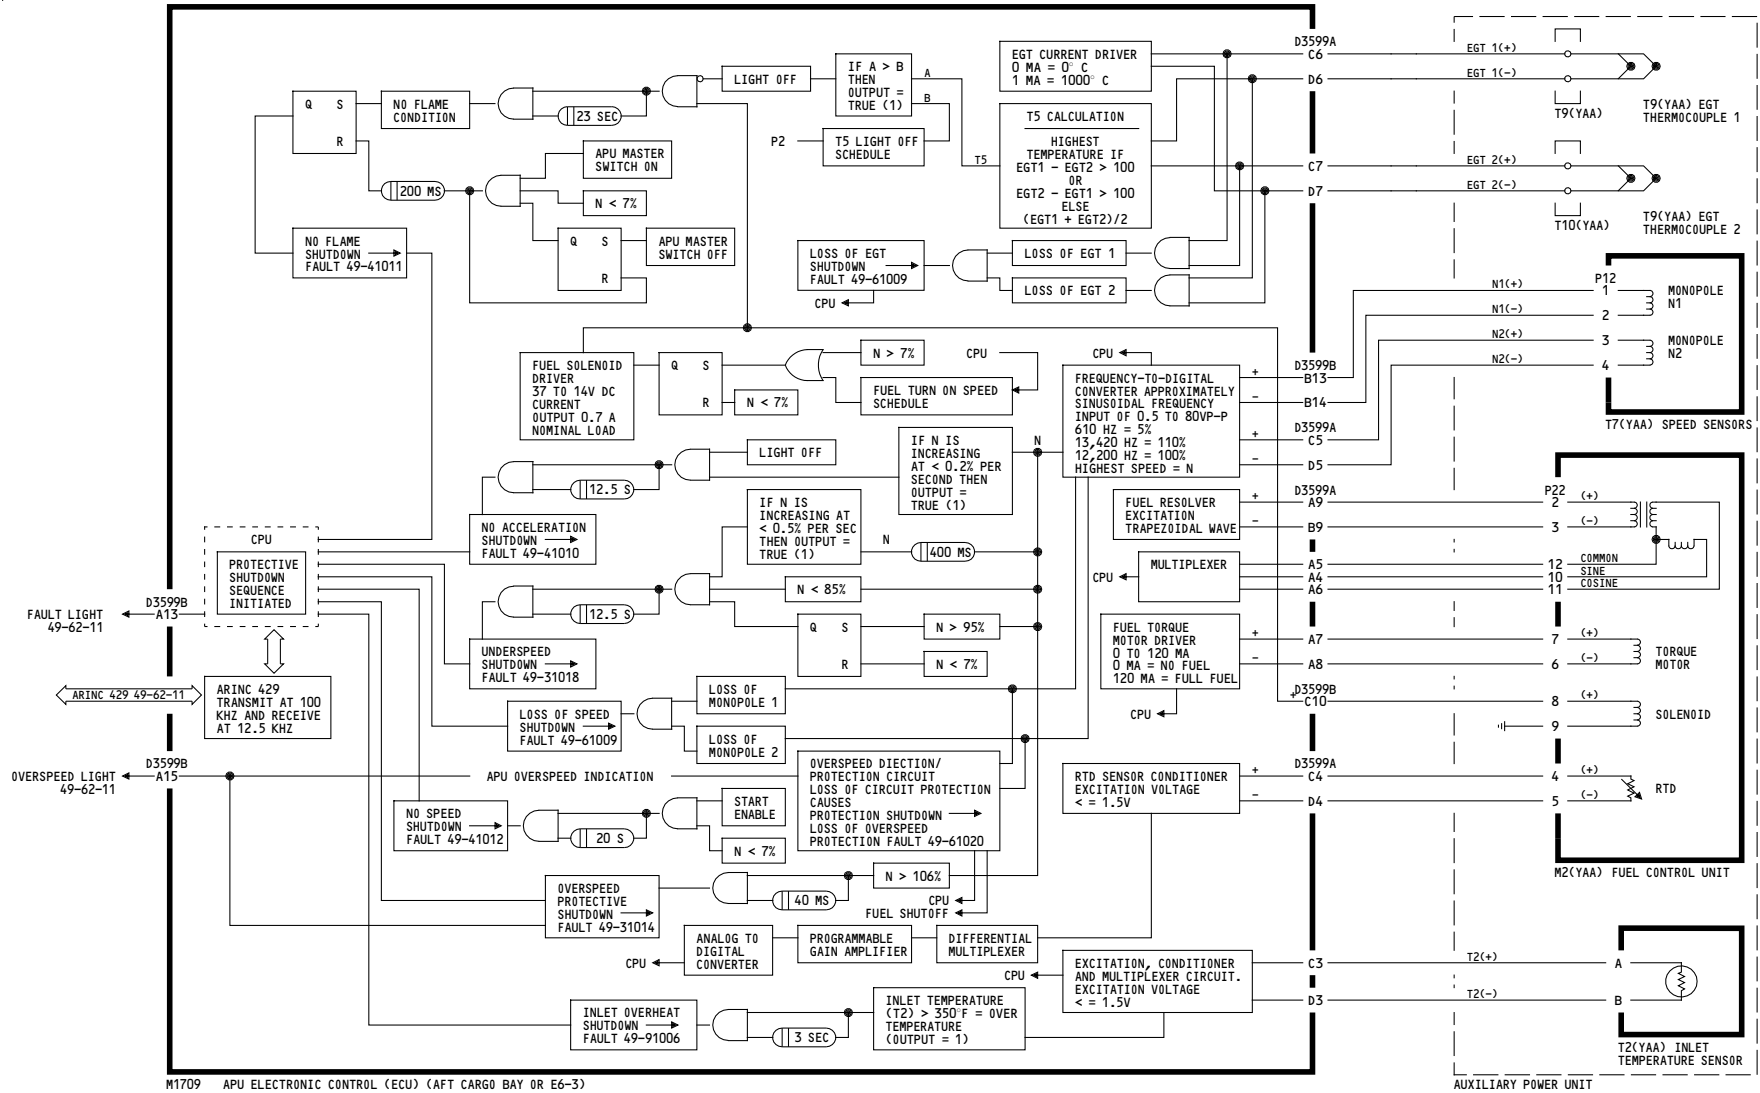 EGT CURRENT DRIVER
0 MA = 0° C
1 MA = 1000° C
D3599A
C6
D6
EGT 1(+)
EGT 1(-)
T9(YAA)
T9(YAA) EGT
THERMOCOUPLE 1
IF A > B
THEN
OUTPUT =
TRUE (1)
A
B
LIGHT OFF
Q
S
R
NO FLAME
CONDITION
23 SEC
P2
T5 LIGHT OFF
SCHEDULE
T5
T5 CALCULATION
HIGHEST
TEMPERATURE IF
EGT1 - EGT2 > 100
OR
EGT2 - EGT1 > 100
ELSE
(EGT1 + EGT2)/2
C7
D7
EGT 2(+)
EGT 2(-)
T10(YAA)
T9(YAA) EGT
THERMOCOUPLE 2
APU MASTER
SWITCH ON
200 MS
N < 7%
Q
S
R
APU MASTER
SWITCH OFF
NO FLAME
SHUTDOWN
FAULT 49-41011
LOSS OF EGT
SHUTDOWN
FAULT 49-61009
CPU
LOSS OF EGT 1
LOSS OF EGT 2
N1(+)
N1(-)
N2(+)
N2(-)
P12
1
2
3
4
MONOPOLE
N1
MONOPOLE
N2
T7(YAA) SPEED SENSORS
FUEL SOLENOID
DRIVER
37 TO 14V DC
CURRENT
OUTPUT 0.7 A
NOMINAL LOAD
Q
S
R
N < 7%
N > 7%
CPU
FUEL TURN ON SPEED
SCHEDULE
CPU
FREQUENCY-TO-DIGITAL
CONVERTER APPROXIMATELY
SINUSOIDAL FREQUENCY
INPUT OF 0.5 TO 80VP-P
610 HZ = 5%
13,420 HZ = 110%
12,200 HZ = 100%
HIGHEST SPEED = N
+
-
+
-
D3599B
B13
B14
D3599A
C5
D5
LIGHT OFF
IF N IS
INCREASING
AT < 0.2% PER
SECOND THEN
OUTPUT =
TRUE (1)
N
12.5 S
NO ACCELERATION
SHUTDOWN
FAULT 49-41010
IF N IS
INCREASING AT
< 0.5% PER SEC
THEN OUTPUT =
TRUE (1)
N
400 MS
FUEL RESOLVER
EXCITATION
TRAPEZOIDAL WAVE
+
-
D3599A
A9
B9
P22
2
3
(+)
(-)
MULTIPLEXER
CPU
A5
A4
A6
12
10
11
COMMON
SINE
COSINE
CPU
PROTECTIVE
SHUTDOWN
SEQUENCE
INITIATED
FAULT LIGHT
49-62-11
D3599B
A13
ARINC 429 49-62-11
ARINC 429
TRANSMIT AT 100
KHZ AND RECEIVE
AT 12.5 KHZ
12.5 S
N < 85%
Q
S
R
N > 95%
N < 7%
UNDERSPEED
SHUTDOWN
FAULT 49-31018
FUEL TORQUE
MOTOR DRIVER
0 TO 120 MA
0 MA = NO FUEL
120 MA = FULL FUEL
CPU
+
-
A7
A8
7
6
(+)
(-)
TORQUE
MOTOR
LOSS OF SPEED
SHUTDOWN
FAULT 49-61009
LOSS OF
MONOPOLE 1
LOSS OF
MONOPOLE 2
+
D3599B
C10
8
9
(+)
(-)
SOLENOID
OVERSPEED LIGHT
49-62-11
D3599B
A15
APU OVERSPEED INDICATION
OVERSPEED DIECTION/
PROTECTION CIRCUIT
LOSS OF CIRCUIT PROTECTION
CAUSES
PROTECTION SHUTDOWN
LOSS OF OVERSPEED
PROTECTION FAULT 49-61020
RTD SENSOR CONDITIONER
EXCITATION VOLTAGE
< = 1.5V
+
-
D3599A
C4
D4
4
5
(+)
(-)
RTD
M2(YAA) FUEL CONTROL UNIT
NO SPEED
SHUTDOWN
FAULT 49-41012
20 S
START
ENABLE
N < 7%
OVERSPEED
PROTECTIVE
SHUTDOWN
FAULT 49-31014
40 MS
N > 106%
CPU
FUEL SHUTOFF
CPU
ANALOG TO
DIGITAL
CONVERTER
PROGRAMMABLE
GAIN AMPLIFIER
DIFFERENTIAL
MULTIPLEXER
CPU
EXCITATION, CONDITIONER
AND MULTIPLEXER CIRCUIT.
EXCITATION VOLTAGE
< = 1.5V
C3
D3
T2(+)
T2(-)
A
B
T2(YAA) INLET
TEMPERATURE SENSOR
INLET OVERHEAT
SHUTDOWN
FAULT 49-91006
3 SEC
INLET TEMPERATURE
(T2) > 350°F = OVER
TEMPERATURE
(OUTPUT = 1)
M1709 APU ELECTRONIC CONTROL (ECU) (AFT CARGO BAY OR E6-3)
AUXILIARY POWER UNIT